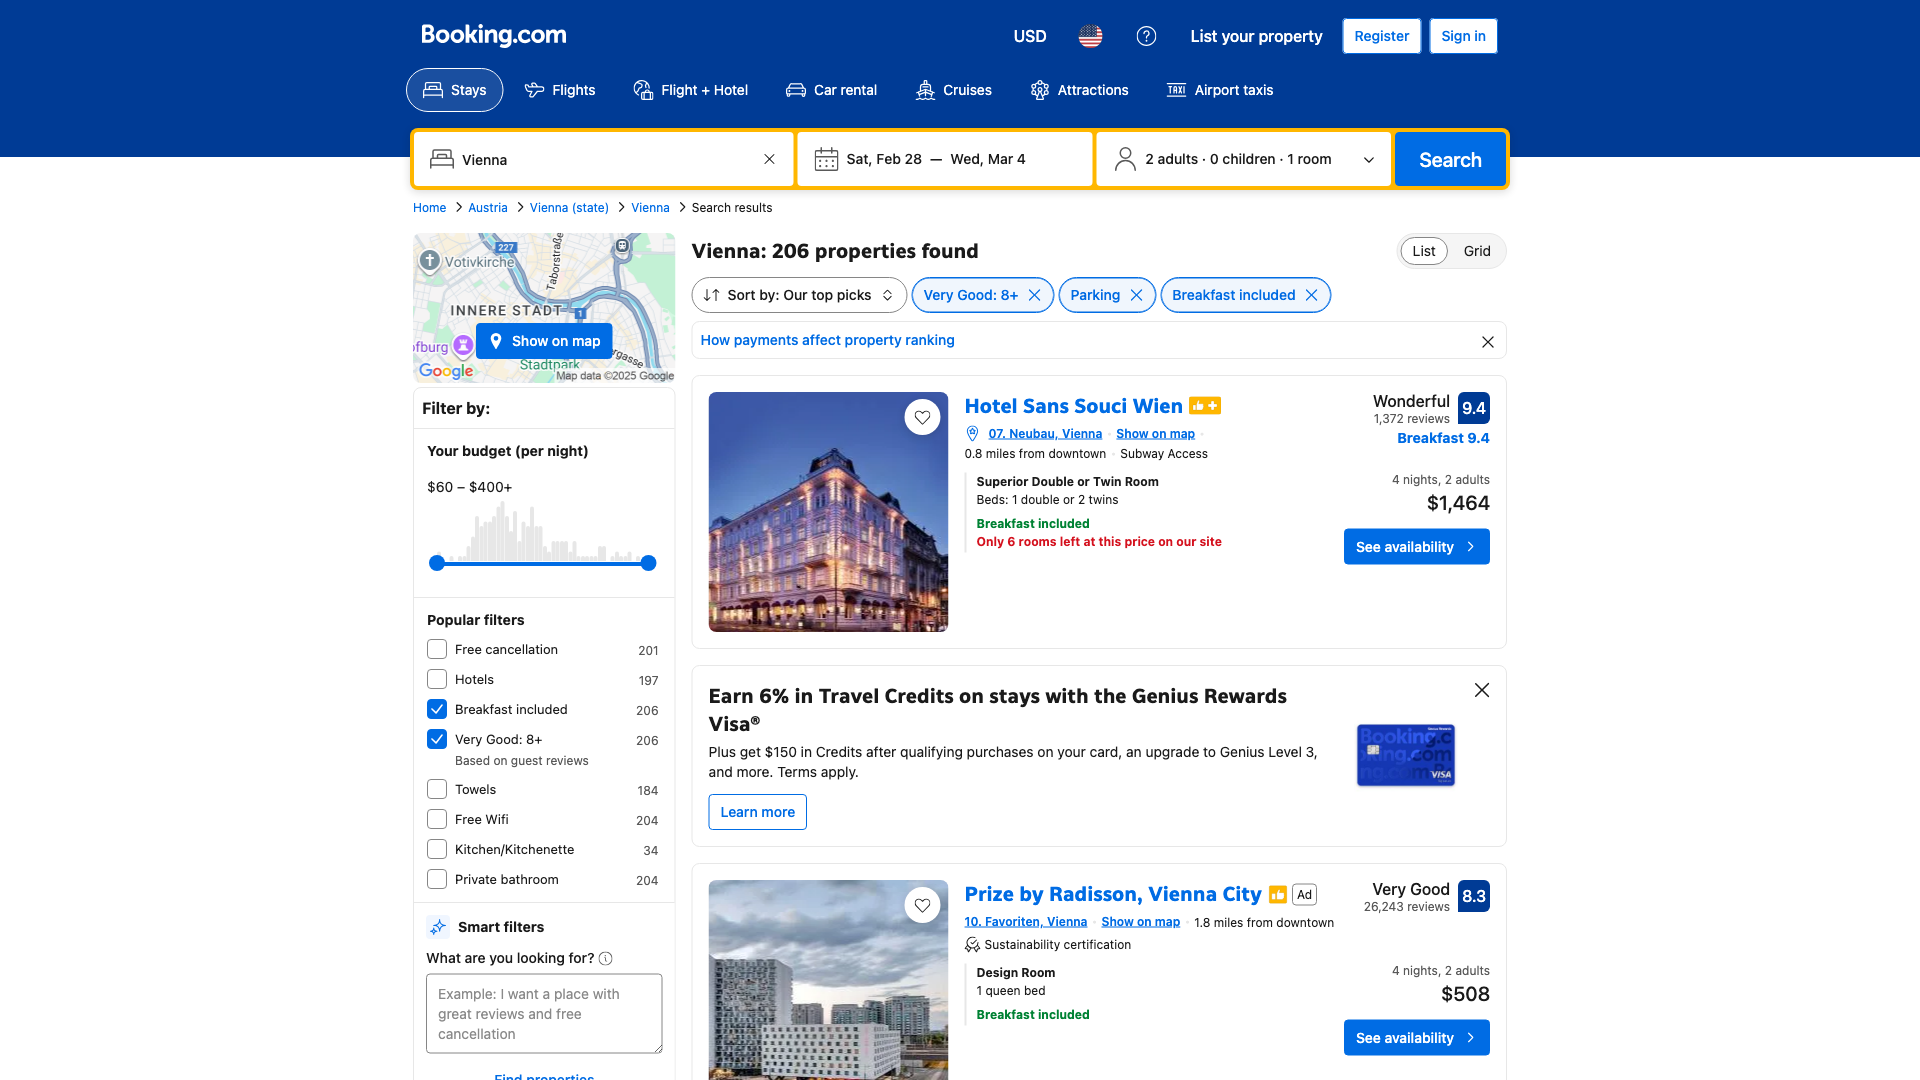 Booking.com
USD
List your property
Register
Sign in
Stays
Flights
Flight + Hotel
Car rental
Cruises
Attractions
TAXI
Airport taxis
Vienna
Sat, Feb 28 — Wed, Mar 4
2 adults · 0 children · 1 room
Search
Home
Austria
Vienna (state)
Vienna
Search results
227
Votivkirche
Taborstraße
INNERE STADT
1
ofburg
Show on map
Stadtpark
Google
Map data ©2025 Google
Filter by:
Your budget (per night)
$60 – $400+
Popular filters
Free cancellation 201
Hotels 197
Breakfast included 206
Very Good: 8+ 206
Based on guest reviews
Towels 184
Free Wifi 204
Kitchen/Kitchenette 34
Private bathroom 204
Smart filters
What are you looking for?
Example: I want a place with
great reviews and free
cancellation
Find properties
Vienna: 206 properties found
List
Grid
Sort by: Our top picks
Very Good: 8+
Parking
Breakfast included
How payments affect property ranking
Hotel Sans Souci Wien
07. Neubau, Vienna
Show on map
0.8 miles from downtown
Subway Access
Superior Double or Twin Room
Beds: 1 double or 2 twins
Breakfast included
Only 6 rooms left at this price on our site
Wonderful
1,372 reviews
9.4
Breakfast 9.4
4 nights, 2 adults
$1,464
See availability
Earn 6% in Travel Credits on stays with the Genius Rewards
Visa®
Plus get $150 in Credits after qualifying purchases on your card, an upgrade to Genius Level 3,
and more. Terms apply.
Learn more
VISA
Prize by Radisson, Vienna City
Ad
10. Favoriten, Vienna
Show on map
1.8 miles from downtown
Sustainability certification
Design Room
1 queen bed
Breakfast included
Very Good
26,243 reviews
8.3
4 nights, 2 adults
$508
See availability